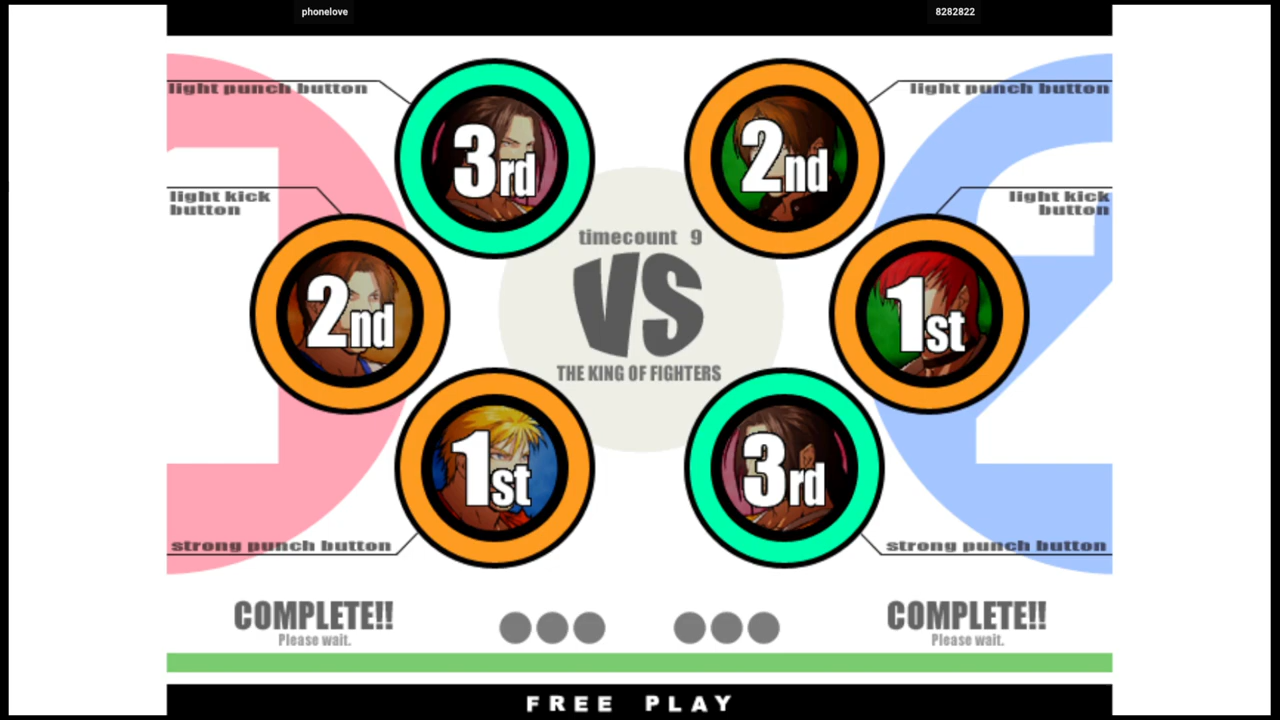 phonelove
8282822
light punch button
light punch button
3rd
2nd
light kick
button
light kick
button
timecount 9
VS
THE KING OF FIGHTERS
2nd
1st
1st
3rd
strong punch button
strong punch button
COMPLETE!!
Please wait.
COMPLETE!!
Please wait.
FREE PLAY